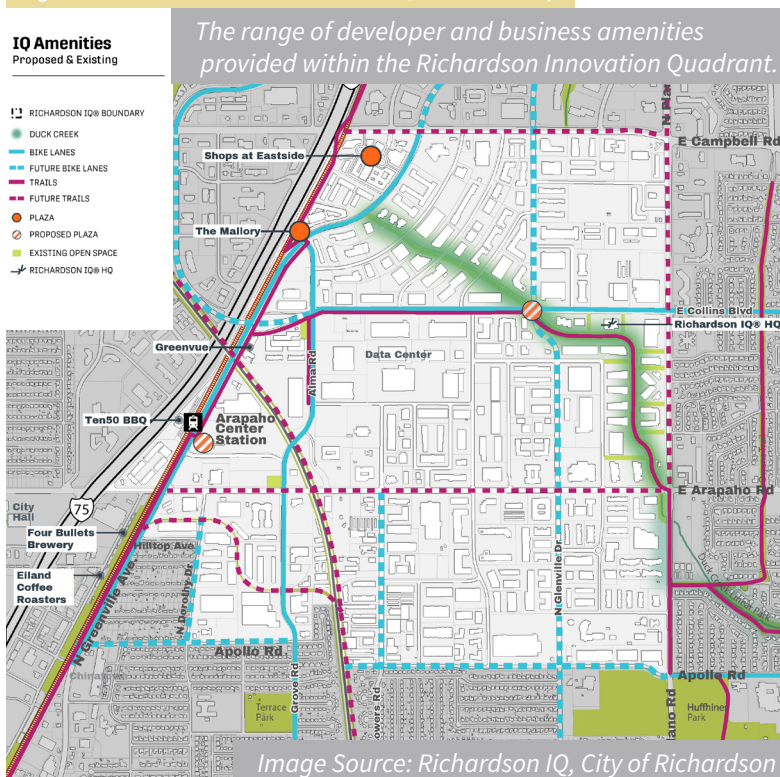 The range of developer and business amenities
provided within the Richardson Innovation Quadrant.
IQ Amenities
Proposed & Existing
RICHARDSON IQ® BOUNDARY
DUCK CREEK
BIKE LANES
FUTURE BIKE LANES
TRAILS
FUTURE TRAILS
PLAZA
PROPOSED PLAZA
EXISTING OPEN SPACE
RICHARDSON IQ® HQ
E Campbell Rd
Shops at Eastside
The Mallory
E Collins Blvd
Richardson IQ® HQ
Greenvue
Data Center
Alma Rd
Ten50 BBQ
Arapaho
Center
Station
E Arapaho Rd
City
Hall
75
Four Bullets
Brewery
Hilltop Ave
Eiland
Coffee
Roasters
N Greenville Ave
N Dorothy Dr
N Glenville Dr
Apollo Rd
Apollo Rd
Chinatown
Grove Rd
Terrace
Park
Huffhines
Park
Image Source: Richardson IQ, City of Richardson